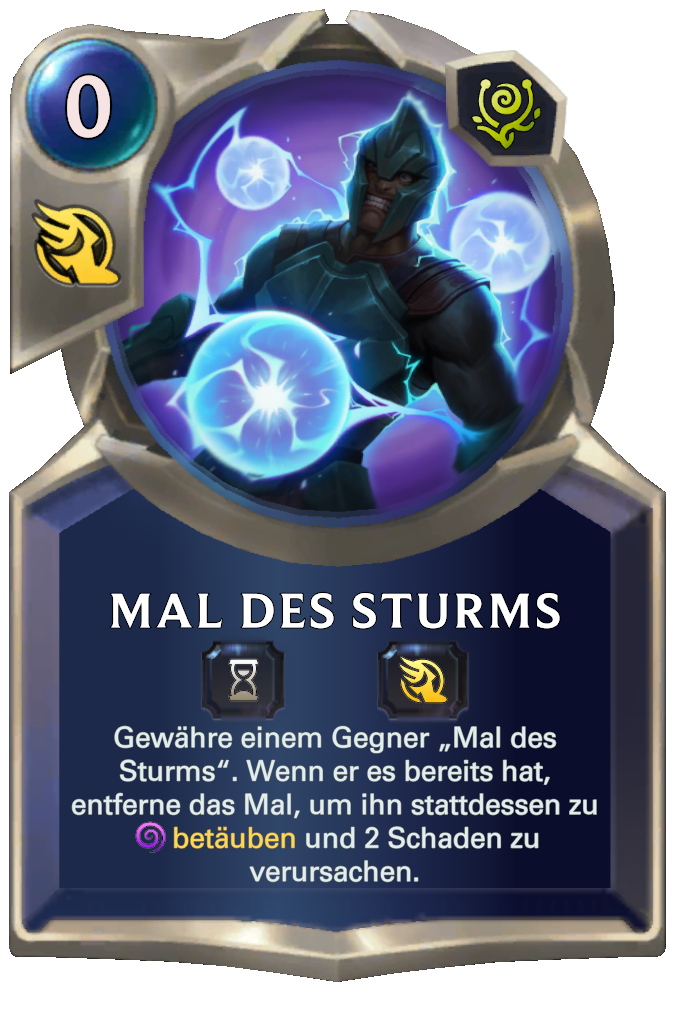 0
MAL DES STURMS
Gewähre einem Gegner „Mal des
Sturms“. Wenn er es bereits hat,
entferne das Mal, um ihn stattdessen zu
betäuben und 2 Schaden zu
verursachen.